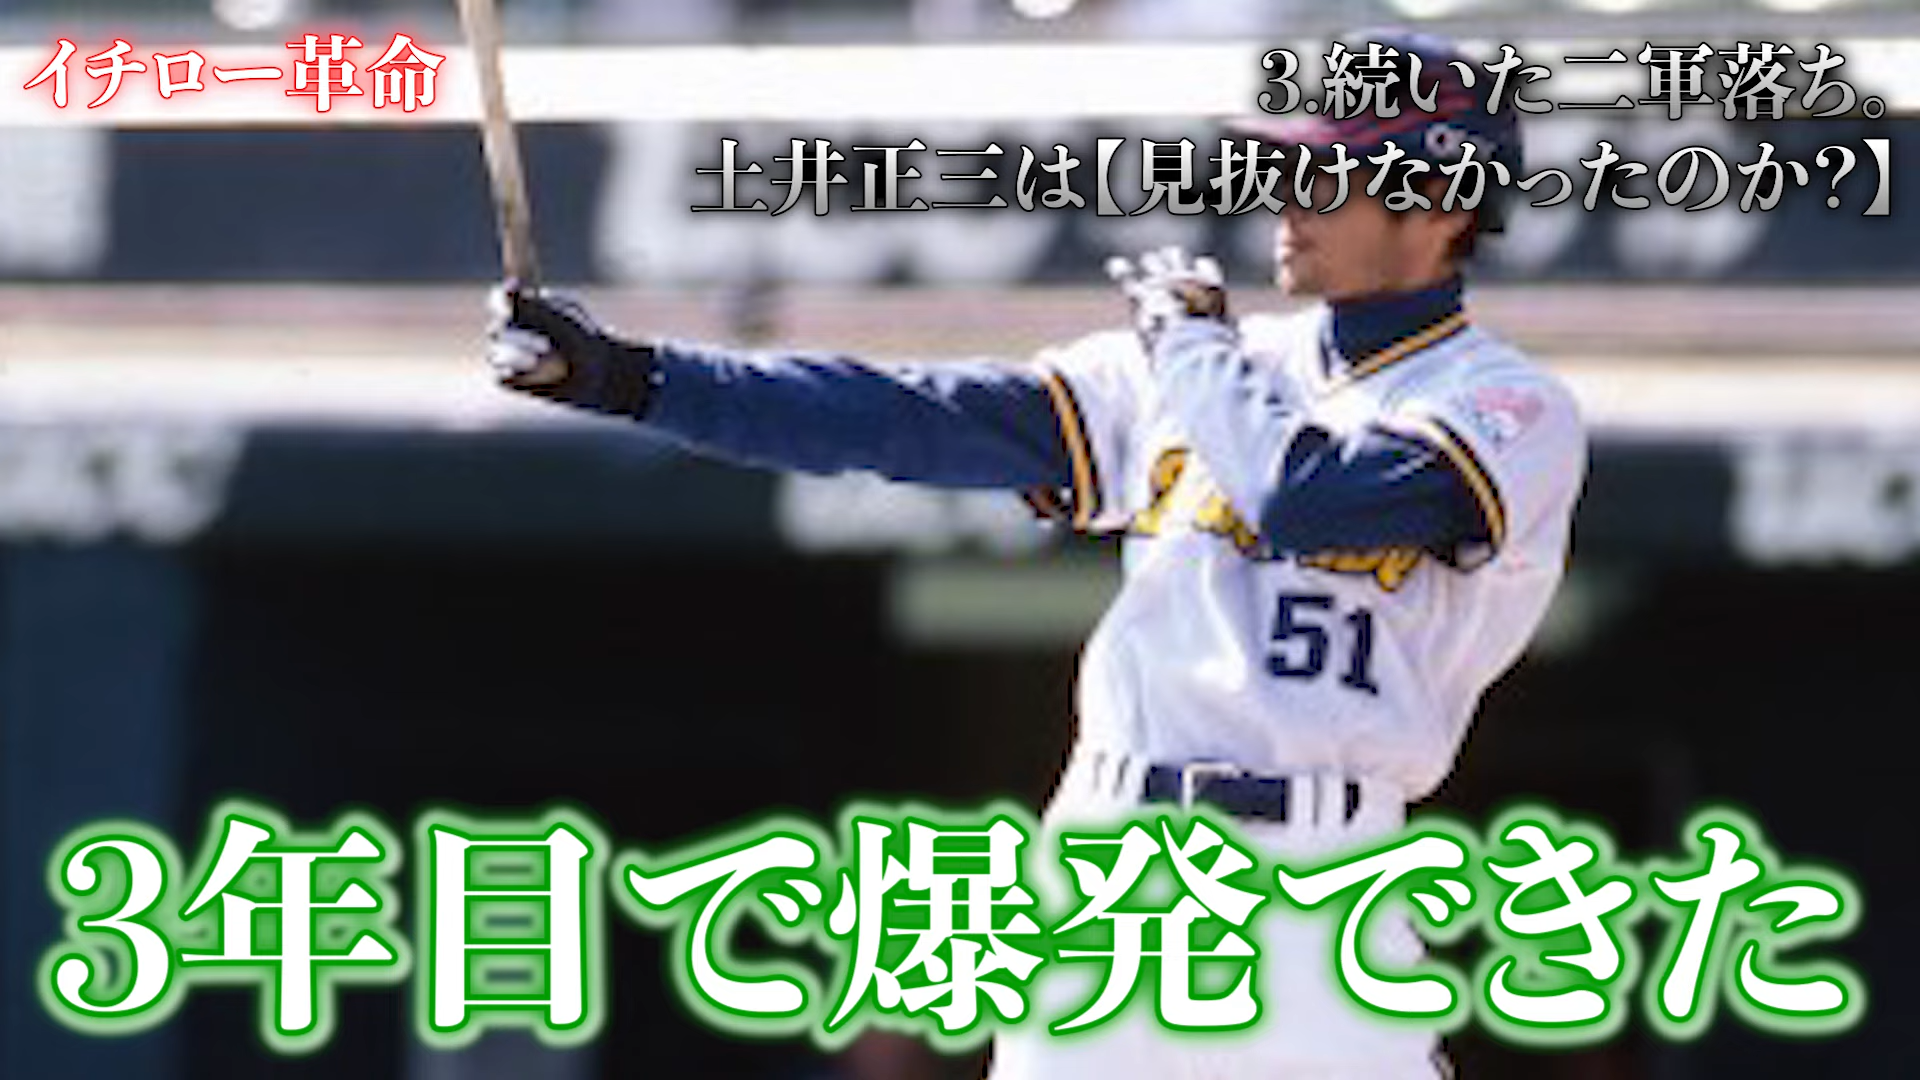 イチロー革命
3.続いた二軍落ち。
土井正三は【見抜けなかったのか?】
51
3年目で爆発できた